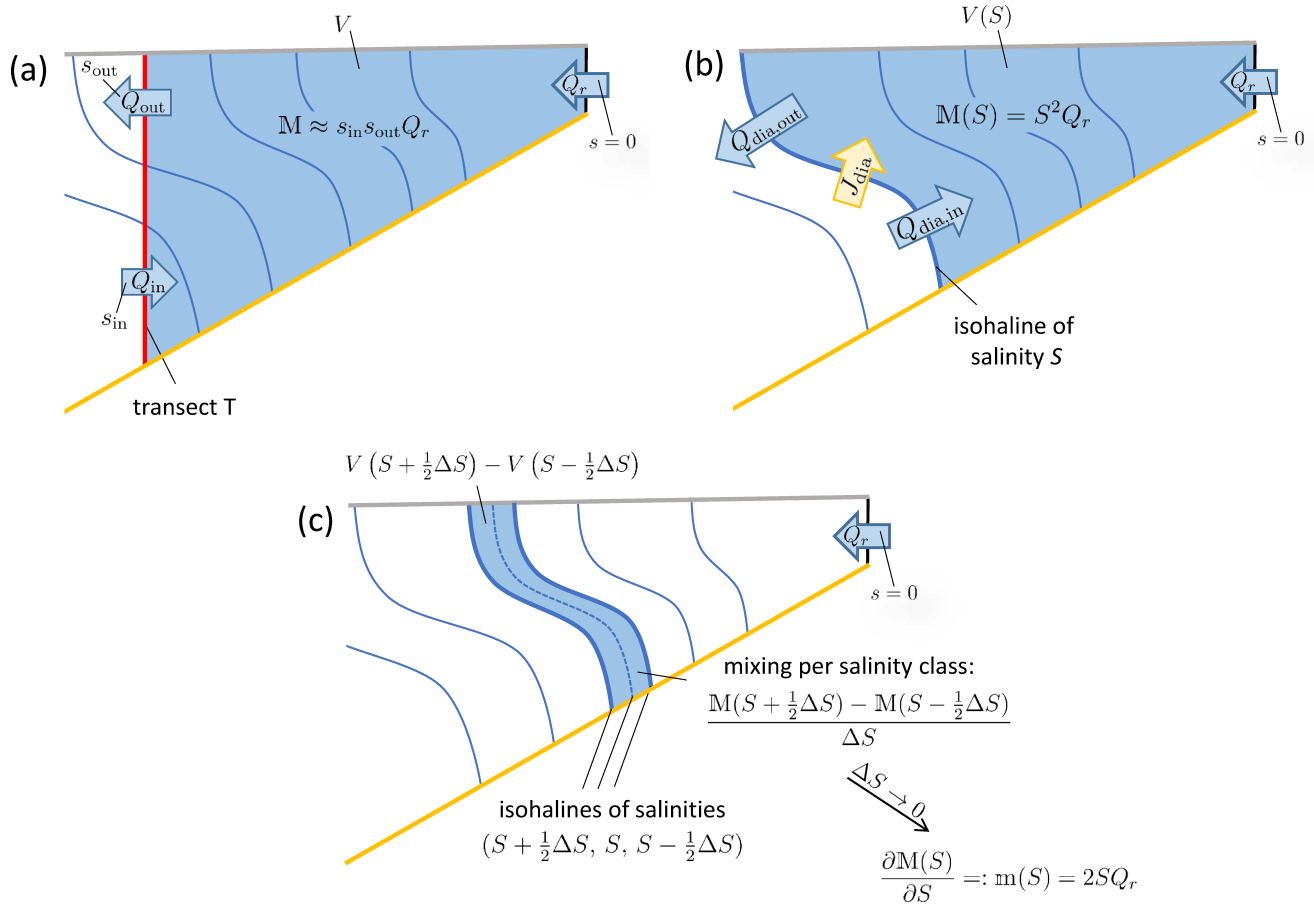 (a)
V
s_out
Q_out
Q_r
𝕄 ≈ s_in s_out Q_r
s = 0
Q_in
s_in
transect T
(b)
V(S)
Q_r
𝕄(S) = S² Q_r
Q_dia,out
J_dia
Q_dia,in
s = 0
isohaline of
salinity S
V (S + ½ΔS) − V (S − ½ΔS)
(c)
Q_r
s = 0
mixing per salinity class:
𝕄(S + ½ΔS) − 𝕄(S − ½ΔS)
ΔS
isohalines of salinities
(S + ½ΔS, S, S − ½ΔS)
ΔS → 0
∂𝕄(S)
∂S
=: 𝕞(S) = 2SQ_r